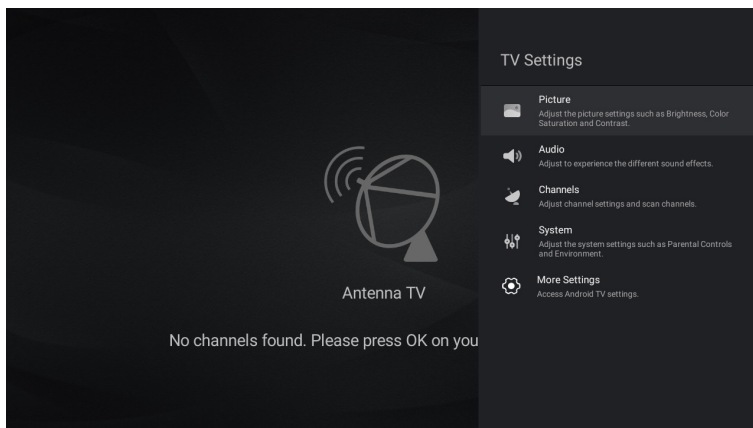 TV Settings
Picture
Adjust the picture settings such as Brightness, Color
Saturation and Contrast.
Audio
Adjust to experience the different sound effects.
Channels
Adjust channel settings and scan channels.
System
Adjust the system settings such as Parental Controls
and Environment.
More Settings
Access Android TV settings.
Antenna TV
No channels found. Please press OK on you